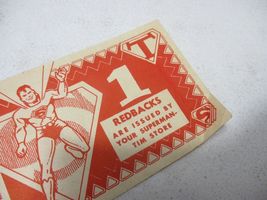 T
1
REDBACKS
ARE ISSUED BY
YOUR SUPERMAN-
TIM STORE
S